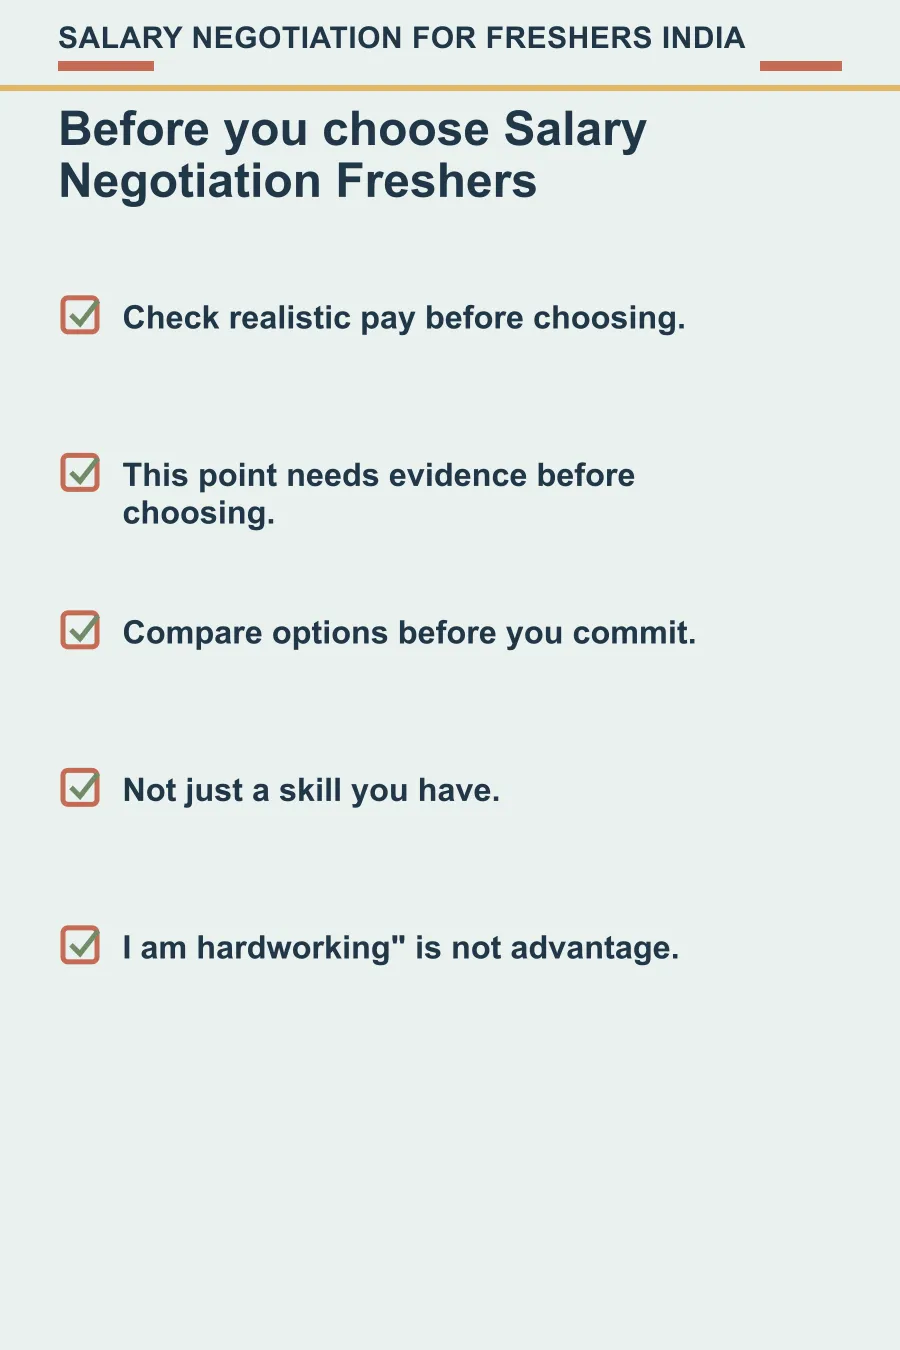 SALARY NEGOTIATION FOR FRESHERS INDIA
Before you choose Salary
Negotiation Freshers
Check realistic pay before choosing.
This point needs evidence before
choosing.
Compare options before you commit.
Not just a skill you have.
I am hardworking" is not advantage.